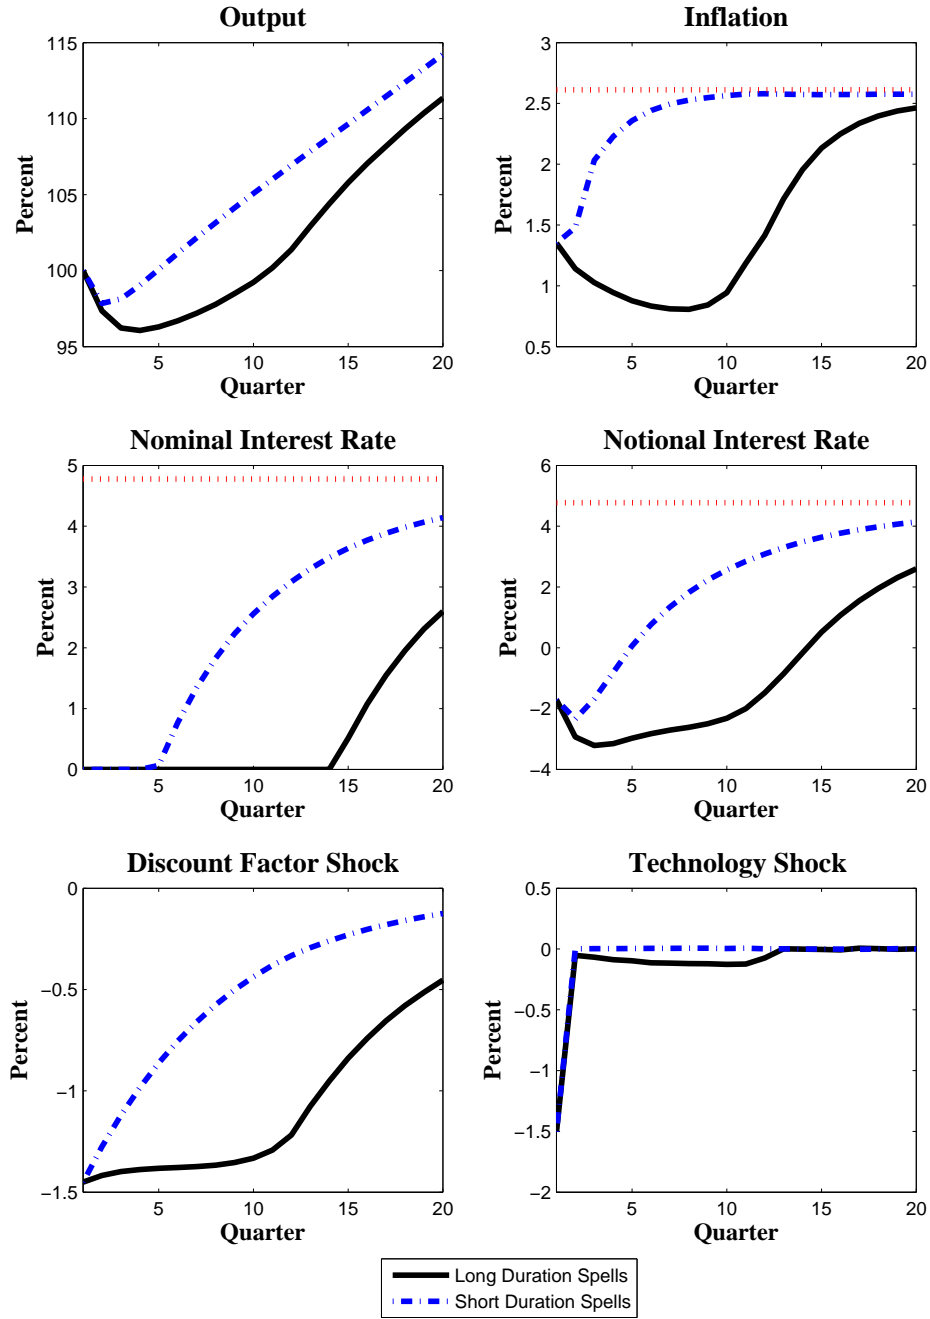 Output
115
110
105
100
95
5
10
15
20
Percent
Quarter
Inflation
3
2.5
2
1.5
1
0.5
5
10
15
20
Percent
Quarter
Nominal Interest Rate
5
4
3
2
1
0
5
10
15
20
Percent
Quarter
Notional Interest Rate
6
4
2
0
−2
−4
5
10
15
20
Percent
Quarter
Discount Factor Shock
0
−0.5
−1
−1.5
5
10
15
20
Percent
Quarter
Technology Shock
0.5
0
−0.5
−1
−1.5
−2
5
10
15
20
Percent
Quarter
Long Duration Spells
Short Duration Spells